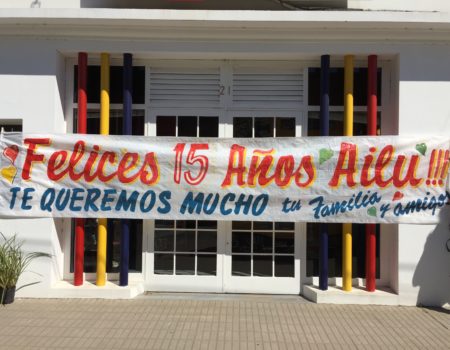 21
Felices 15 Años Ailu!!!
TE QUEREMOS MUCHO tu Familia y amigos